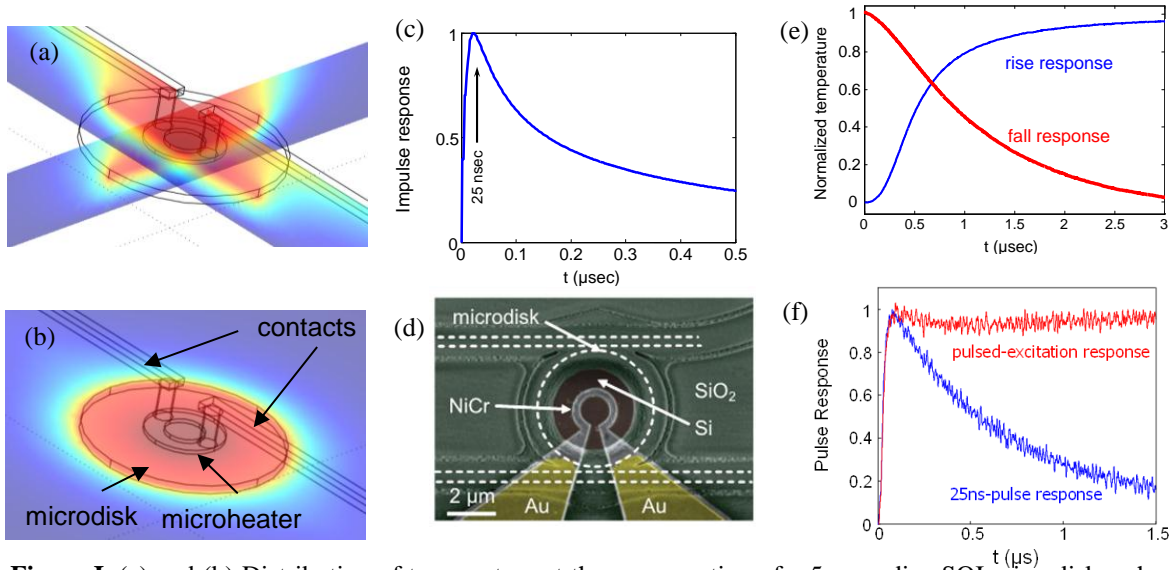 (a)
(b)
contacts
microdisk
microheater
(c)
Impulse response
1
0.5
1
25 nsec
0
0.1
0.2
0.3
0.4
0.5
t (µsec)
(d)
microdisk
NiCr
SiO2
Si
2 µm
Au
Au
(e)
Normalized temperature
1
0.8
0.6
0.4
0.2
0
rise response
fall response
0
0.5
1
1.5
2
2.5
3
t (µsec)
(f)
Pulse Response
1
0.8
0.6
0.4
0.2
0
pulsed-excitation response
25ns-pulse response
0.5
1
1.5
t (µs)